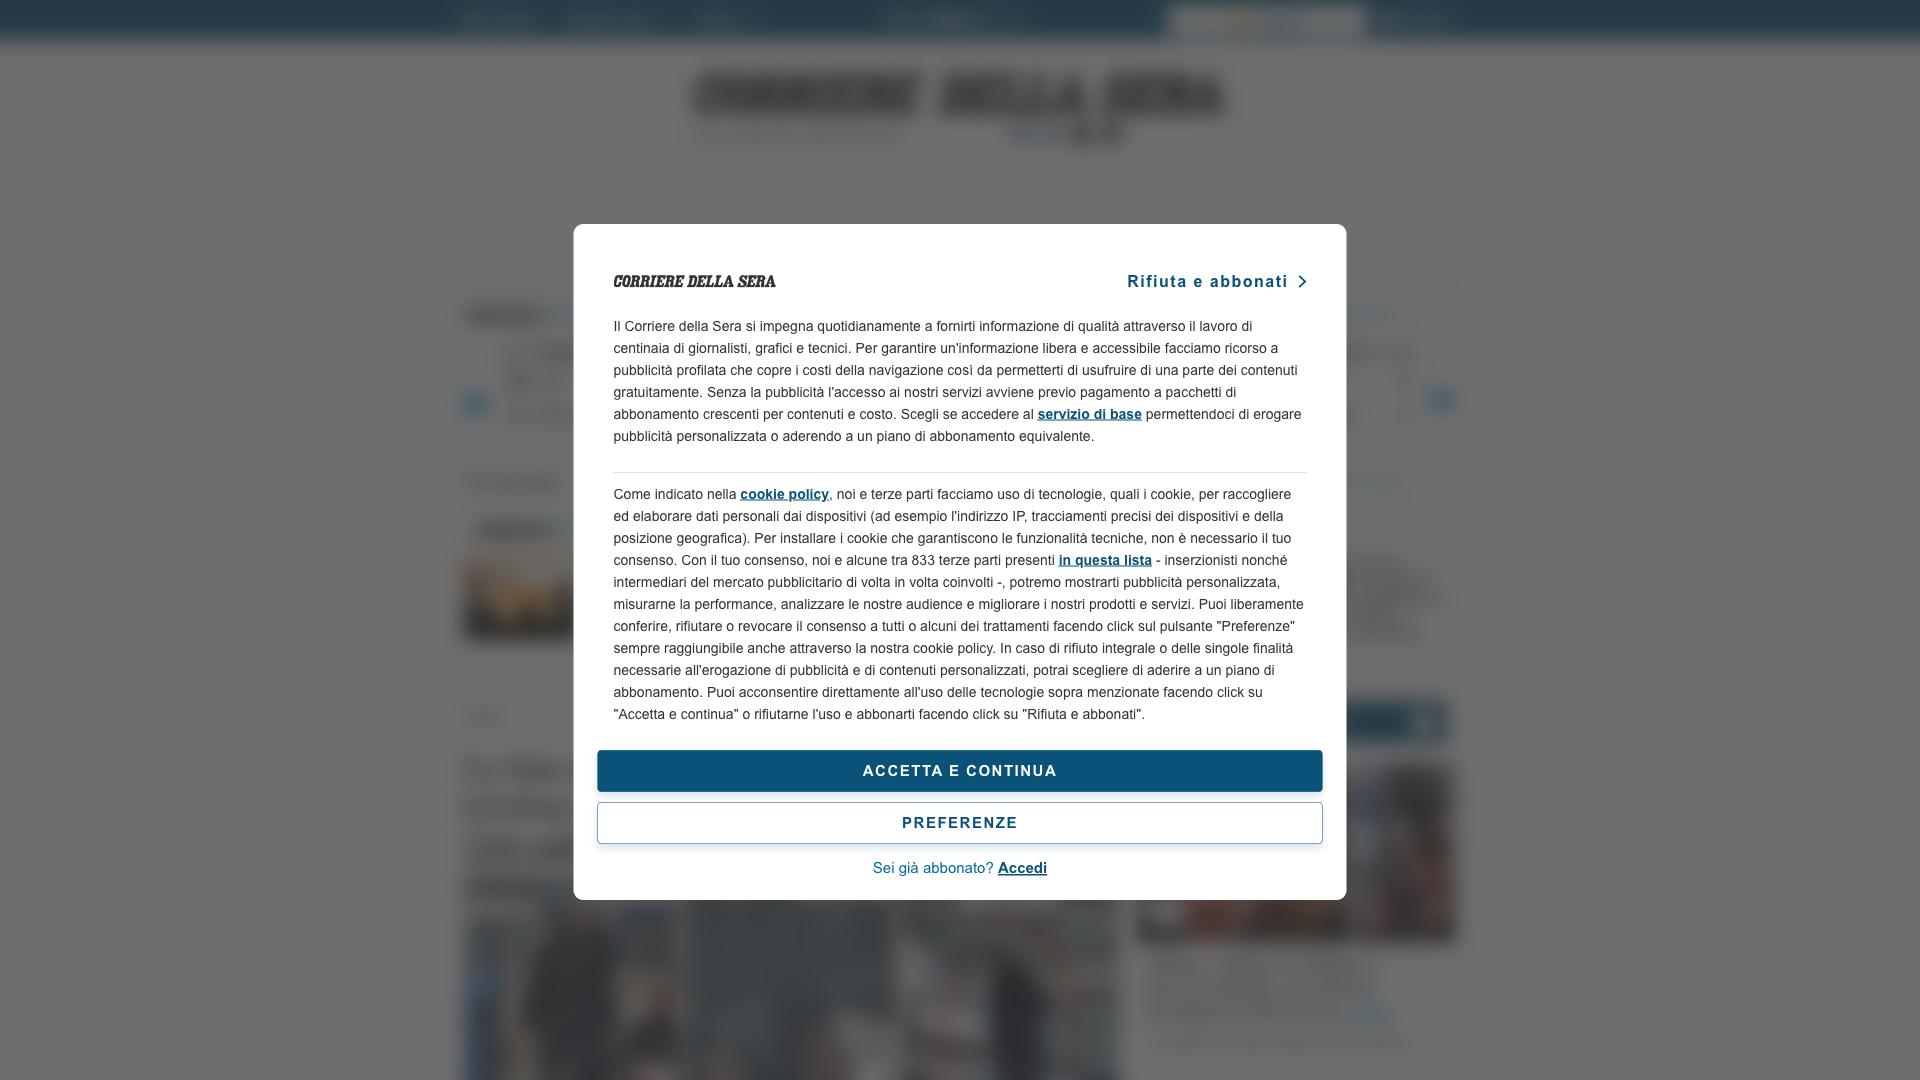 CORRIERE DELLA SERA
CORRIERE DELLA SERA
Rifiuta e abbonati
Il Corriere della Sera si impegna quotidianamente a fornirti informazione di qualità attraverso il lavoro di
centinaia di giornalisti, grafici e tecnici. Per garantire un'informazione libera e accessibile facciamo ricorso a
pubblicità profilata che copre i costi della navigazione così da permetterti di usufruire di una parte dei contenuti
gratuitamente. Senza la pubblicità l'accesso ai nostri servizi avviene previo pagamento a pacchetti di
abbonamento crescenti per contenuti e costo. Scegli se accedere al servizio di base permettendoci di erogare
pubblicità personalizzata o aderendo a un piano di abbonamento equivalente.
Come indicato nella cookie policy, noi e terze parti facciamo uso di tecnologie, quali i cookie, per raccogliere
ed elaborare dati personali dai dispositivi (ad esempio l'indirizzo IP, tracciamenti precisi dei dispositivi e della
posizione geografica). Per installare i cookie che garantiscono le funzionalità tecniche, non è necessario il tuo
consenso. Con il tuo consenso, noi e alcune tra 833 terze parti presenti in questa lista - inserzionisti nonché
intermediari del mercato pubblicitario di volta in volta coinvolti -, potremo mostrarti pubblicità personalizzata,
misurarne la performance, analizzare le nostre audience e migliorare i nostri prodotti e servizi. Puoi liberamente
conferire, rifiutare o revocare il consenso a tutti o alcuni dei trattamenti facendo click sul pulsante "Preferenze"
sempre raggiungibile anche attraverso la nostra cookie policy. In caso di rifiuto integrale o delle singole finalità
necessarie all'erogazione di pubblicità e di contenuti personalizzati, potrai scegliere di aderire a un piano di
abbonamento. Puoi acconsentire direttamente all'uso delle tecnologie sopra menzionate facendo click su
"Accetta e continua" o rifiutarne l'uso e abbonarti facendo click su "Rifiuta e abbonati".
ACCETTA E CONTINUA
PREFERENZE
Sei già abbonato? Accedi